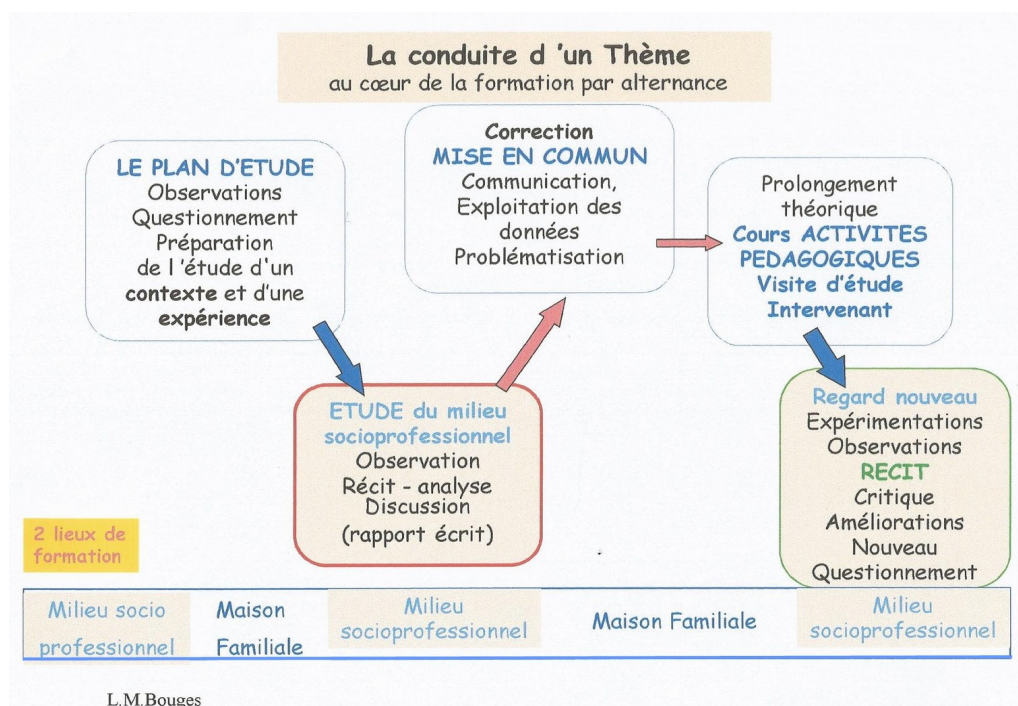 La conduite d 'un Thème
au cœur de la formation par alternance
LE PLAN D'ETUDE
Observations
Questionnement
Préparation
de l 'étude d'un
contexte et d'une
expérience
ETUDE du milieu
socioprofessionnel
Observation
Récit - analyse
Discussion
(rapport écrit)
Correction
MISE EN COMMUN
Communication,
Exploitation des
données
Problématisation
Prolongement
théorique
Cours ACTIVITES
PEDAGOGIQUES
Visite d'étude
Intervenant
Regard nouveau
Expérimentations
Observations
RECIT
Critique
Améliorations
Nouveau
Questionnement
2 lieux de
formation
Milieu socio
professionnel
Maison
Familiale
Milieu
socioprofessionnel
Maison Familiale
Milieu
socioprofessionnel
L.M.Bouges